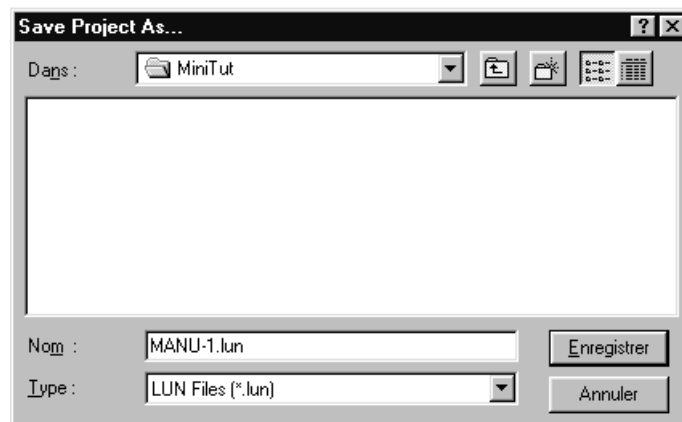 Save Project As...
Dans :
MiniTut
Nom :
MANU-1.lun
Enregistrer
Type :
LUN Files (*.lun)
Annuler